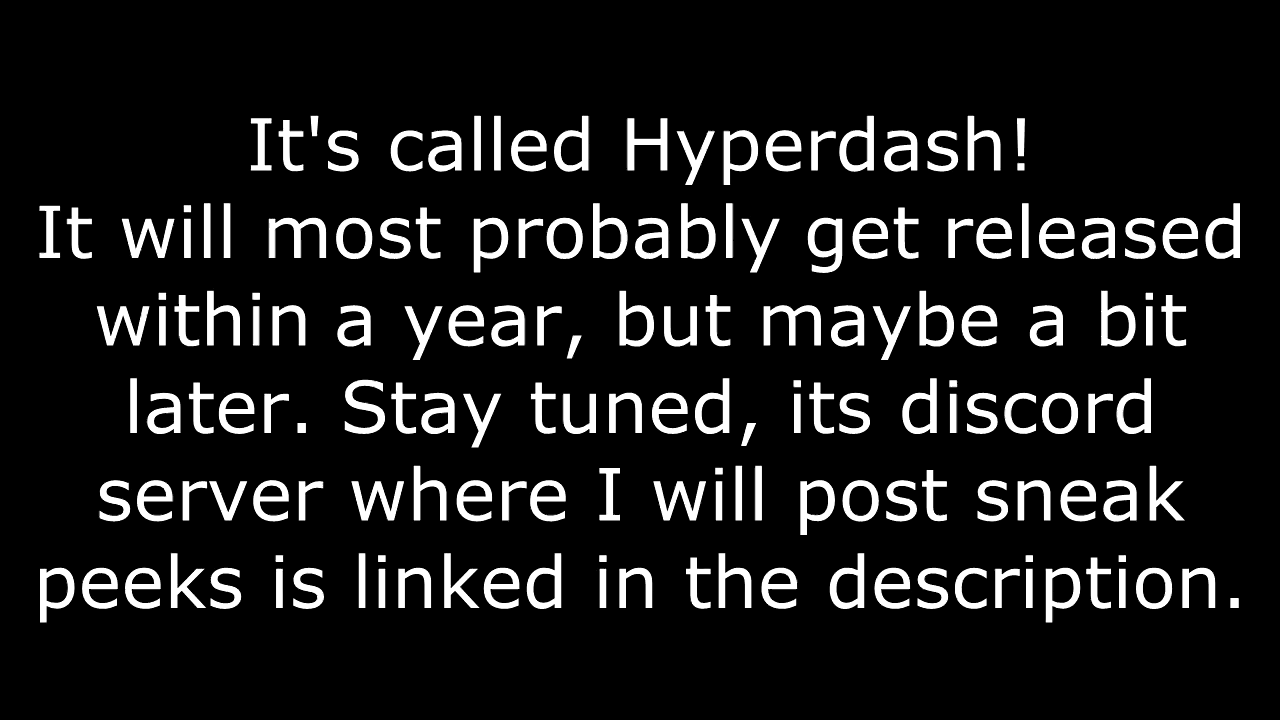 It's called Hyperdash!
It will most probably get released
within a year, but maybe a bit
later. Stay tuned, its discord
server where I will post sneak
peeks is linked in the description.